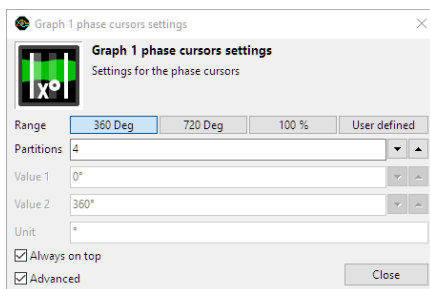 Graph 1 phase cursors settings
Graph 1 phase cursors settings
Settings for the phase cursors
X°
Range 360 Deg 720 Deg 100 % User defined
Partitions 4
Value 1 0°
Value 2 360°
Unit °
Always on top
Advanced Close